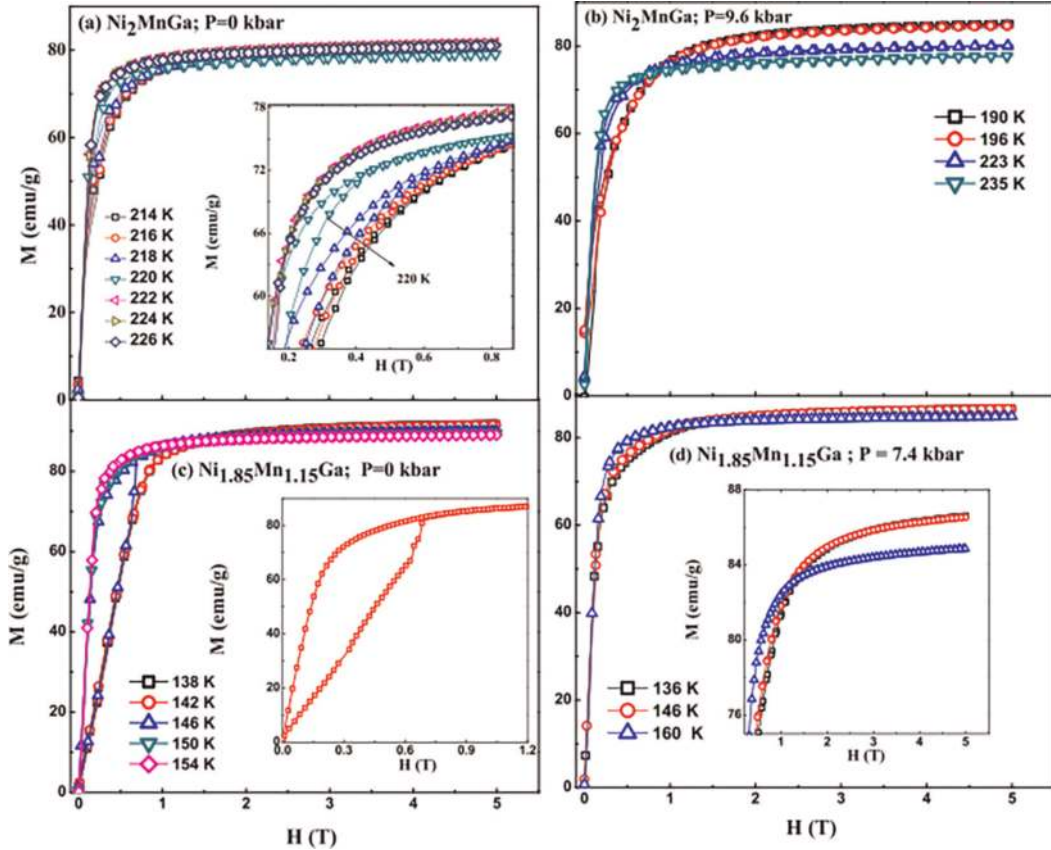 (a) Ni2MnGa; P=0 kbar
80
60
40
20
0
M (emu/g)
214 K
216 K
218 K
220 K
222 K
224 K
226 K
78
72
66
60
M (emu/g)
220 K
0.2 0.4 0.6 0.8
H (T)
(b) Ni2MnGa; P=9.6 kbar
80
60
40
20
0
M (emu/g)
190 K
196 K
223 K
235 K
(c) Ni1.85Mn1.15Ga; P=0 kbar
80
60
40
20
0
M (emu/g)
138 K
142 K
146 K
150 K
154 K
80
60
40
20
0
M (emu/g)
0.0 0.3 0.6 0.9 1.2
H (T)
0 1 2 3 4 5
H (T)
(d) Ni1.85Mn1.15Ga ; P = 7.4 kbar
80
60
40
20
0
M (emu/g)
136 K
146 K
160 K
88
84
80
76
M (emu/g)
1 2 3 4 5
H (T)
0 1 2 3 4 5
H (T)